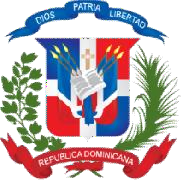 DIOS PATRIA LIBERTAD
REPUBLICA DOMINICANA